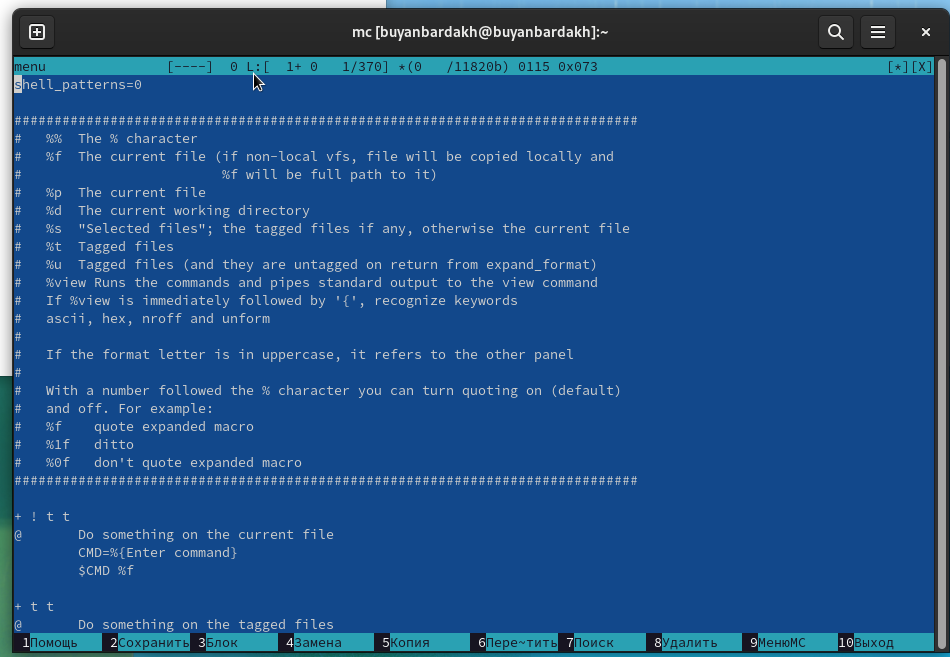 mc [buyanbardakh@buyanbardakh]:~
menu [----] 0 L:[ 1+ 0 1/370] *(0 /11820b) 0115 0x073 [*][X]
shell_patterns=0
##############################################################################
# %% The % character
# %f The current file (if non-local vfs, file will be copied locally and
# %f will be full path to it)
# %p The current file
# %d The current working directory
# %s "Selected files"; the tagged files if any, otherwise the current file
# %t Tagged files
# %u Tagged files (and they are untagged on return from expand_format)
# %view Runs the commands and pipes standard output to the view command
# If %view is immediately followed by '{', recognize keywords
# ascii, hex, nroff and unform
#
# If the format letter is in uppercase, it refers to the other panel
#
# With a number followed the % character you can turn quoting on (default)
# and off. For example:
# %f quote expanded macro
# %1f ditto
# %0f don't quote expanded macro
##############################################################################
+ ! t t
@ Do something on the current file
CMD=%{Enter command}
$CMD %f
+ t t
@ Do something on the tagged files
1Помощь 2Сохранить 3Блок 4Замена 5Копия 6Пере~тить 7Поиск 8Удалить 9МенюMC 10Выход